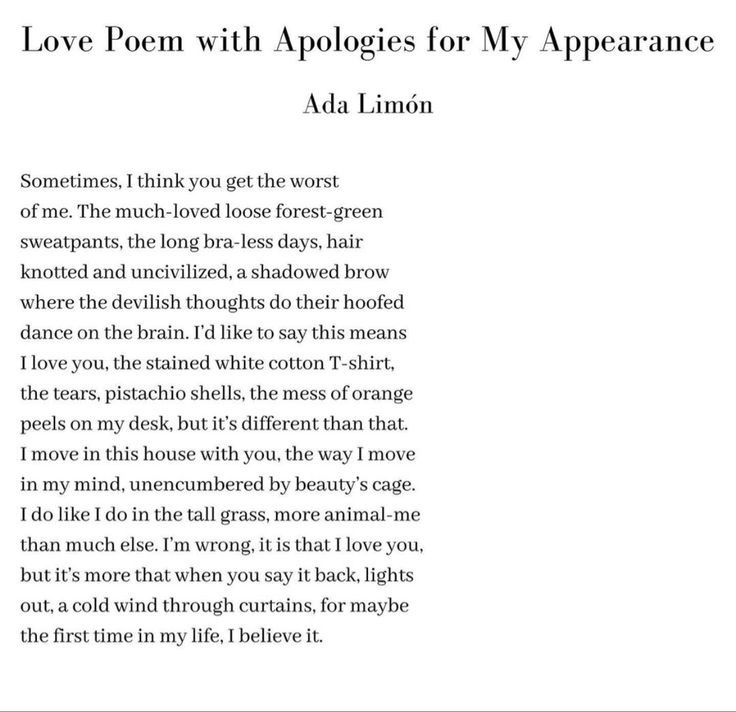 Love Poem with Apologies for My Appearance
Ada Limón
Sometimes, I think you get the worst
of me. The much-loved loose forest-green
sweatpants, the long bra-less days, hair
knotted and uncivilized, a shadowed brow
where the devilish thoughts do their hoofed
dance on the brain. I’d like to say this means
I love you, the stained white cotton T-shirt,
the tears, pistachio shells, the mess of orange
peels on my desk, but it’s different than that.
I move in this house with you, the way I move
in my mind, unencumbered by beauty’s cage.
I do like I do in the tall grass, more animal-me
than much else. I’m wrong, it is that I love you,
but it’s more that when you say it back, lights
out, a cold wind through curtains, for maybe
the first time in my life, I believe it.